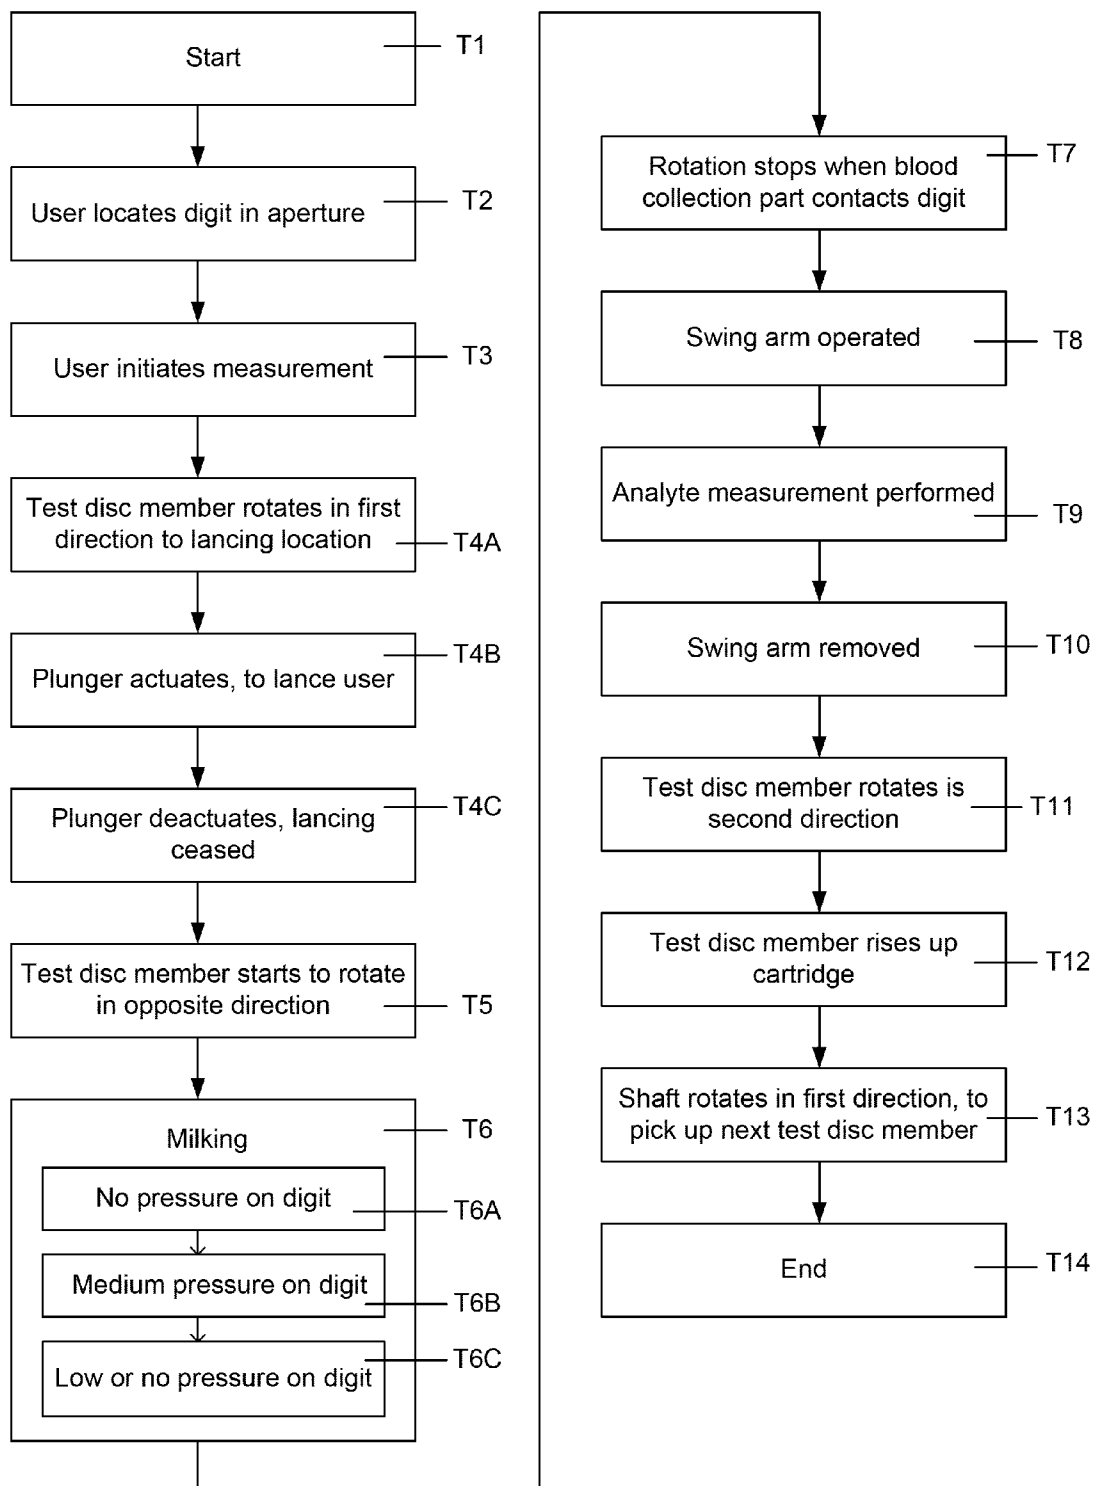 Start
T1
User locates digit in aperture
T2
User initiates measurement
T3
Test disc member rotates in first
direction to lancing location
T4A
Plunger actuates, to lance user
T4B
Plunger deactuates, lancing
ceased
T4C
Test disc member starts to rotate
in opposite direction
T5
Milking
T6
No pressure on digit
T6A
Medium pressure on digit
T6B
Low or no pressure on digit
T6C
Rotation stops when blood
collection part contacts digit
T7
Swing arm operated
T8
Analyte measurement performed
T9
Swing arm removed
T10
Test disc member rotates is
second direction
T11
Test disc member rises up
cartridge
T12
Shaft rotates in first direction, to
pick up next test disc member
T13
End
T14